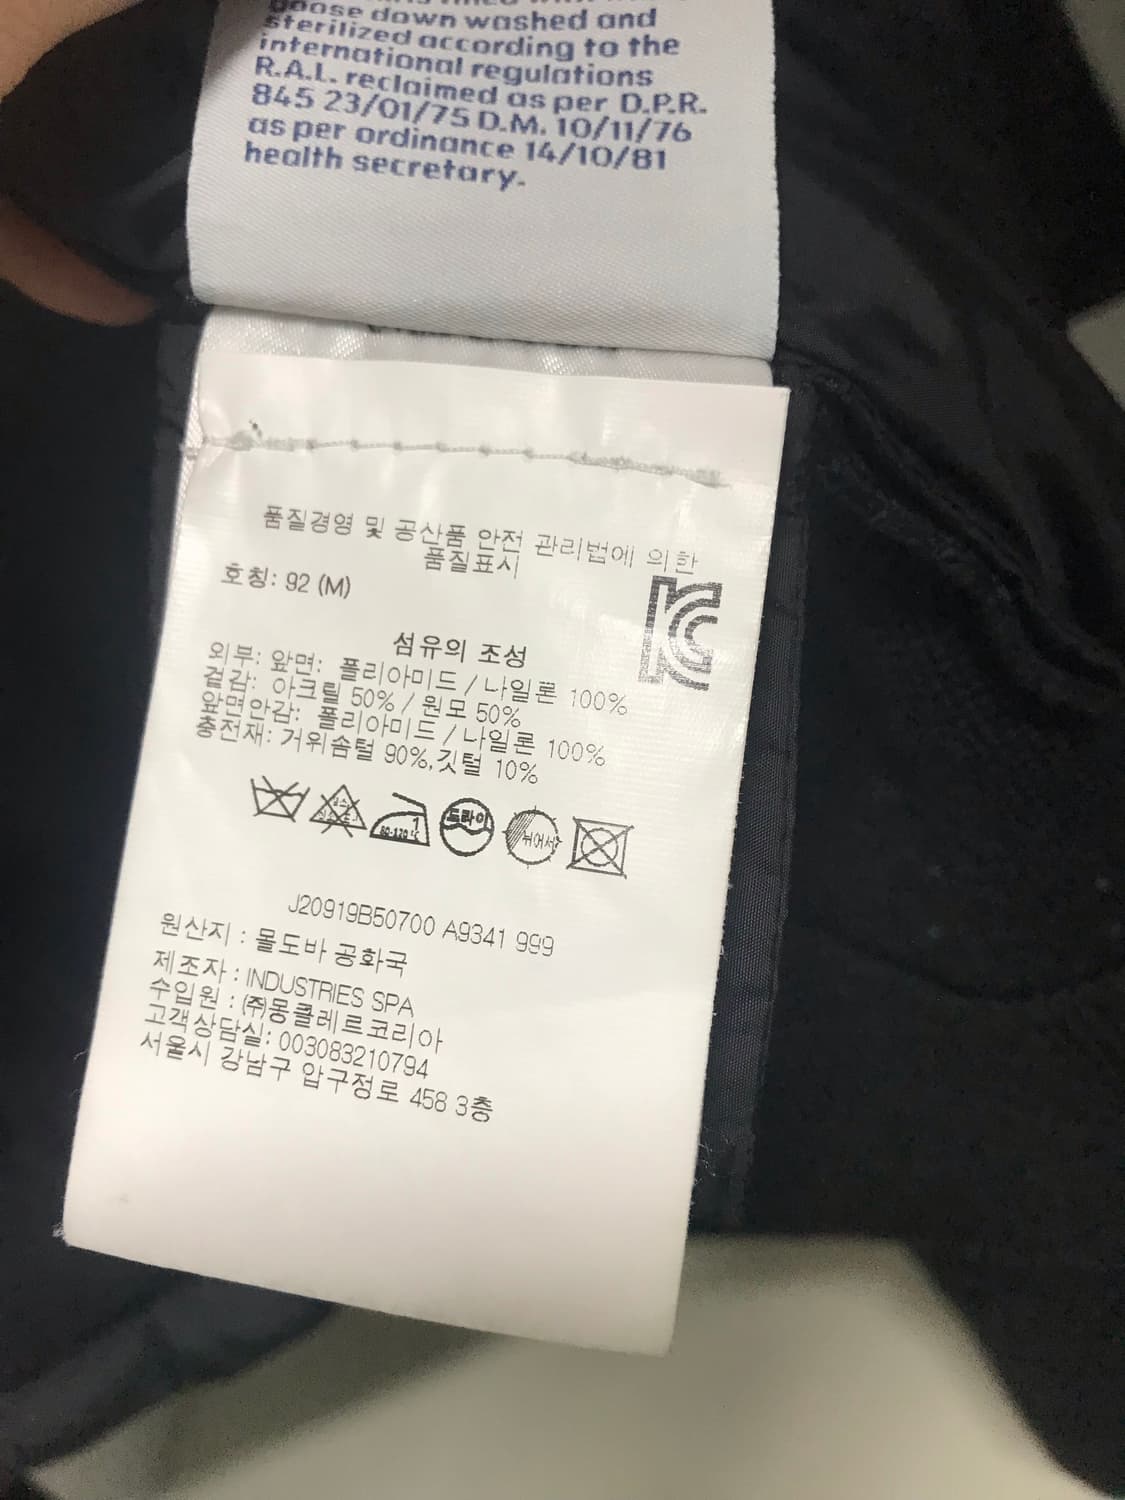 goose down washed and
sterilized according to the
international regulations
R.A.L. reclaimed as per D.P.R.
845 23/01/75 D.M. 10/11/76
as per ordinance 14/10/81
health secretary.
품질경영 및 공산품 안전 관리법에 의한
품질표시
호칭: 92 (M)
섬유의 조성
외부: 앞면: 폴리아미드 / 나일론 100%
겉감: 아크릴 50% / 원모 50%
앞면안감: 폴리아미드 / 나일론 100%
충전재: 거위솜털 90%,깃털 10%
1 80-120℃ 드라이 뉘어서
J20919B50700 A9341 999
원산지 : 몰도바 공화국
제조자 : INDUSTRIES SPA
수입원 : (주)몽클레르코리아
고객상담실: 003083210794
서울시 강남구 압구정로 458 3층